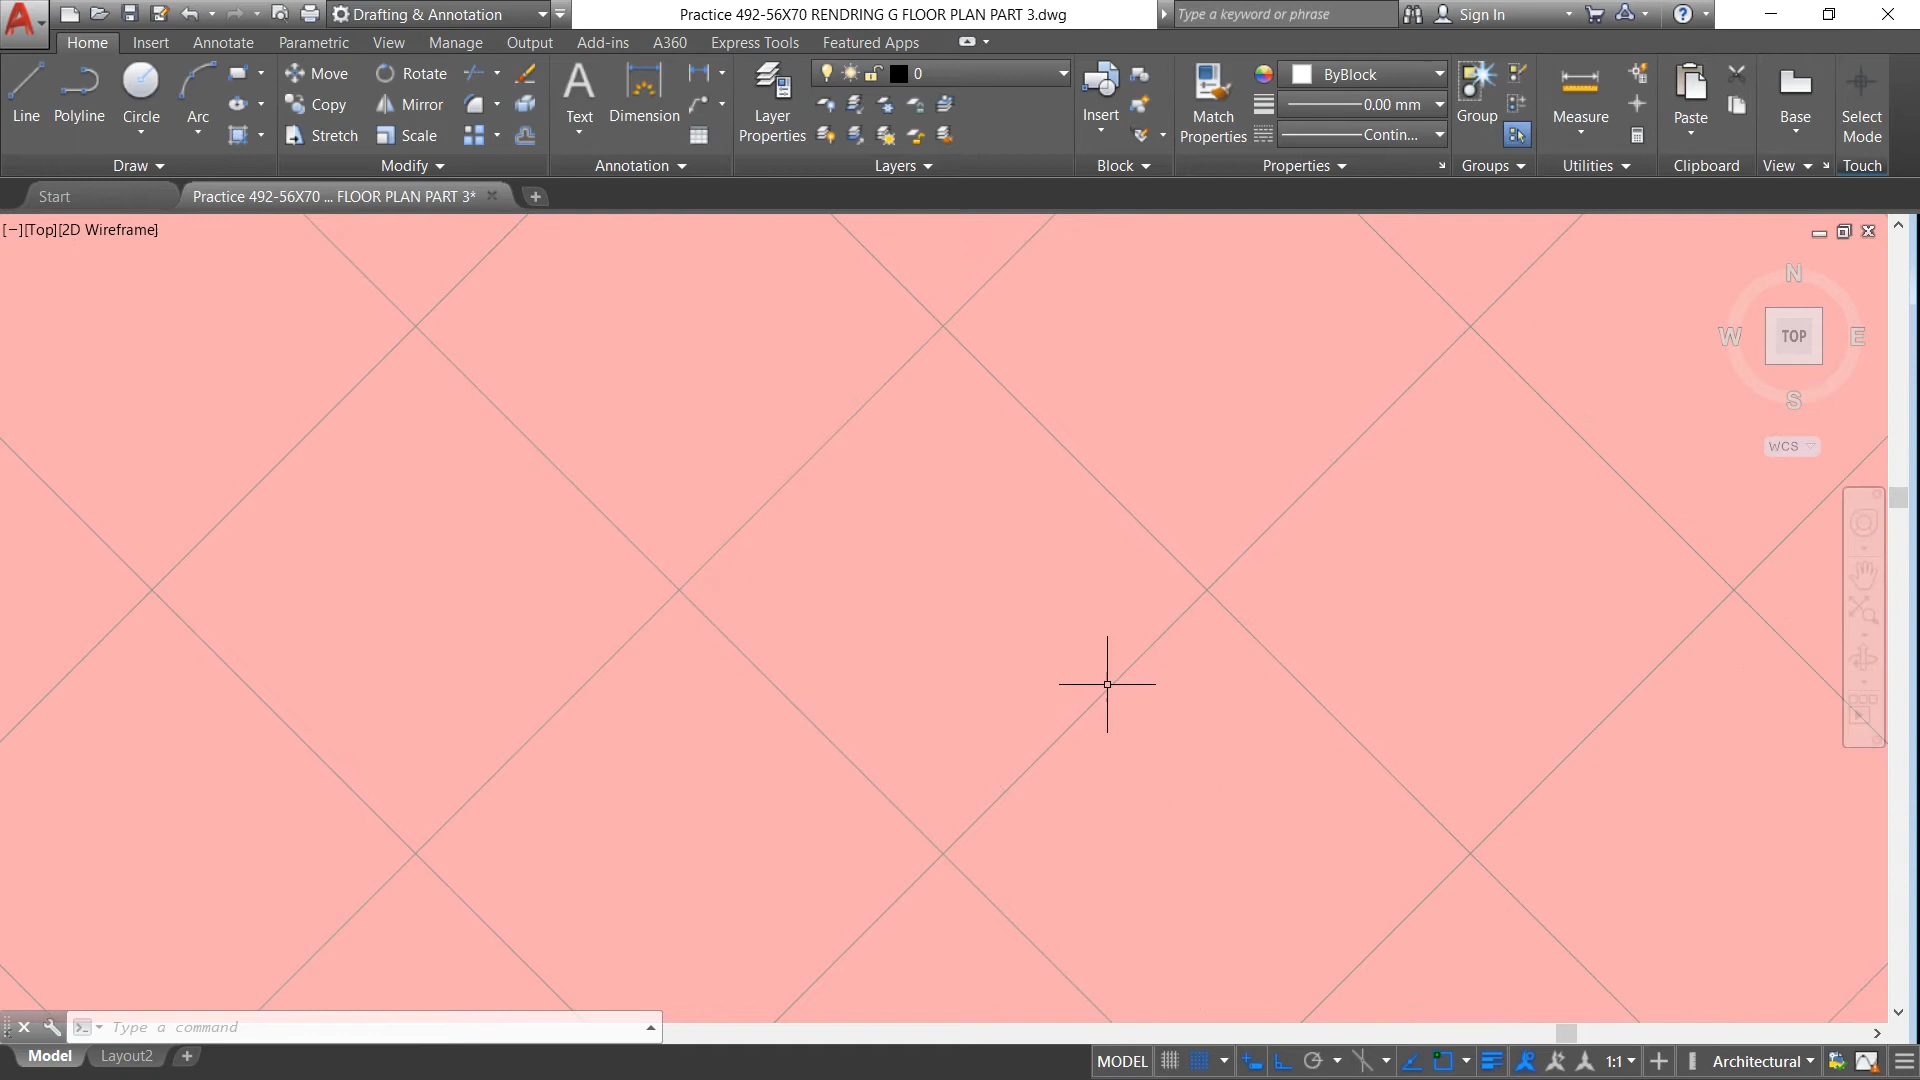 Drafting & Annotation
Practice 492-56X70 RENDRING G FLOOR PLAN PART 3.dwg
Type a keyword or phrase
Sign In
Home Insert Annotate Parametric View Manage Output Add-ins A360 Express Tools Featured Apps
Line Polyline Circle Arc
Move Rotate
Copy Mirror
Stretch Scale
Text Dimension
Layer Properties
0
Insert
Match Properties
ByBlock
0.00 mm
Contin...
Group
Measure
Paste
Base
Select Mode
Draw Modify Annotation Layers Block Properties Groups Utilities Clipboard View Touch
Start
Practice 492-56X70 ... FLOOR PLAN PART 3*
[−][Top][2D Wireframe]
N
W TOP E
S
WCS
Type a command
Model Layout2
MODEL 1:1 Architectural